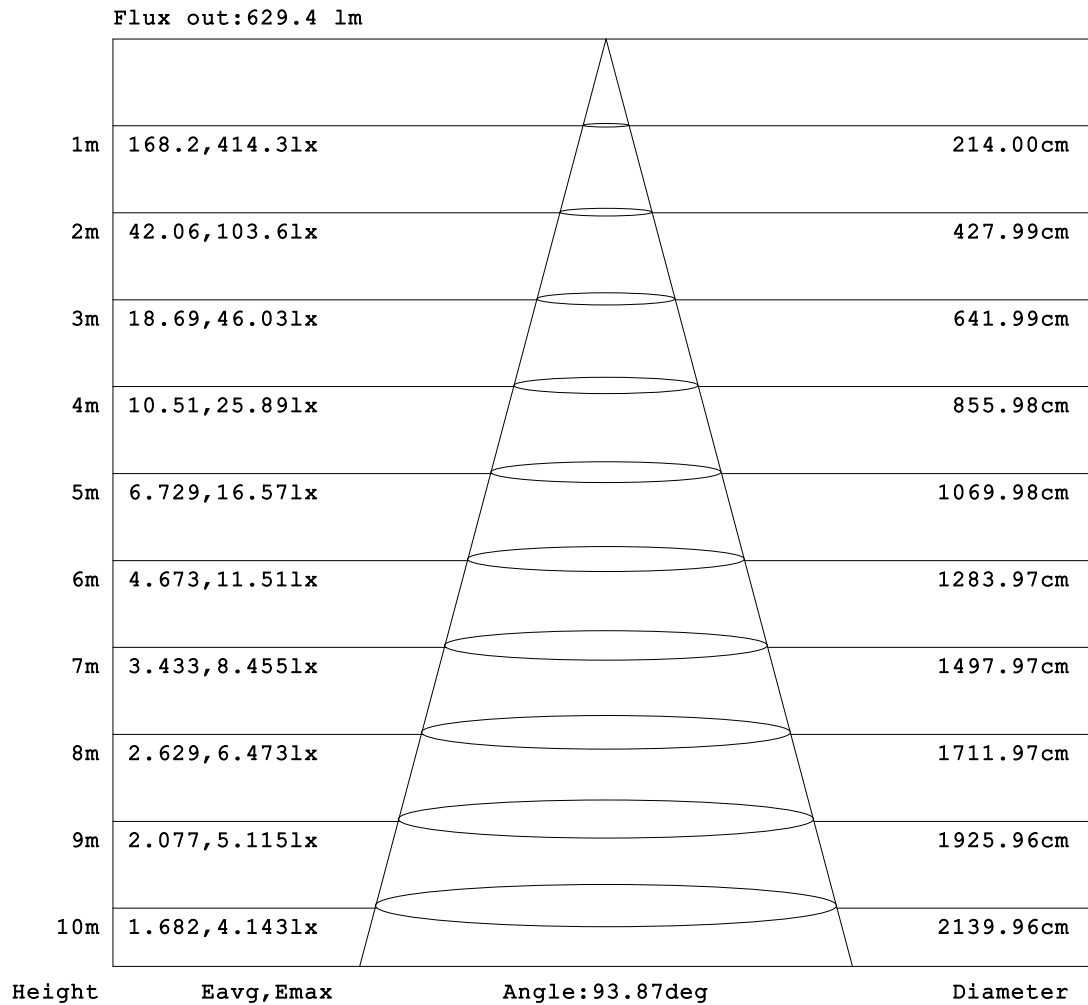 Flux out:629.4 lm
1m 168.2,414.3lx 214.00cm
2m 42.06,103.6lx 427.99cm
3m 18.69,46.03lx 641.99cm
4m 10.51,25.89lx 855.98cm
5m 6.729,16.57lx 1069.98cm
6m 4.673,11.51lx 1283.97cm
7m 3.433,8.455lx 1497.97cm
8m 2.629,6.473lx 1711.97cm
9m 2.077,5.115lx 1925.96cm
10m 1.682,4.143lx 2139.96cm
Height Eavg,Emax Angle:93.87deg Diameter